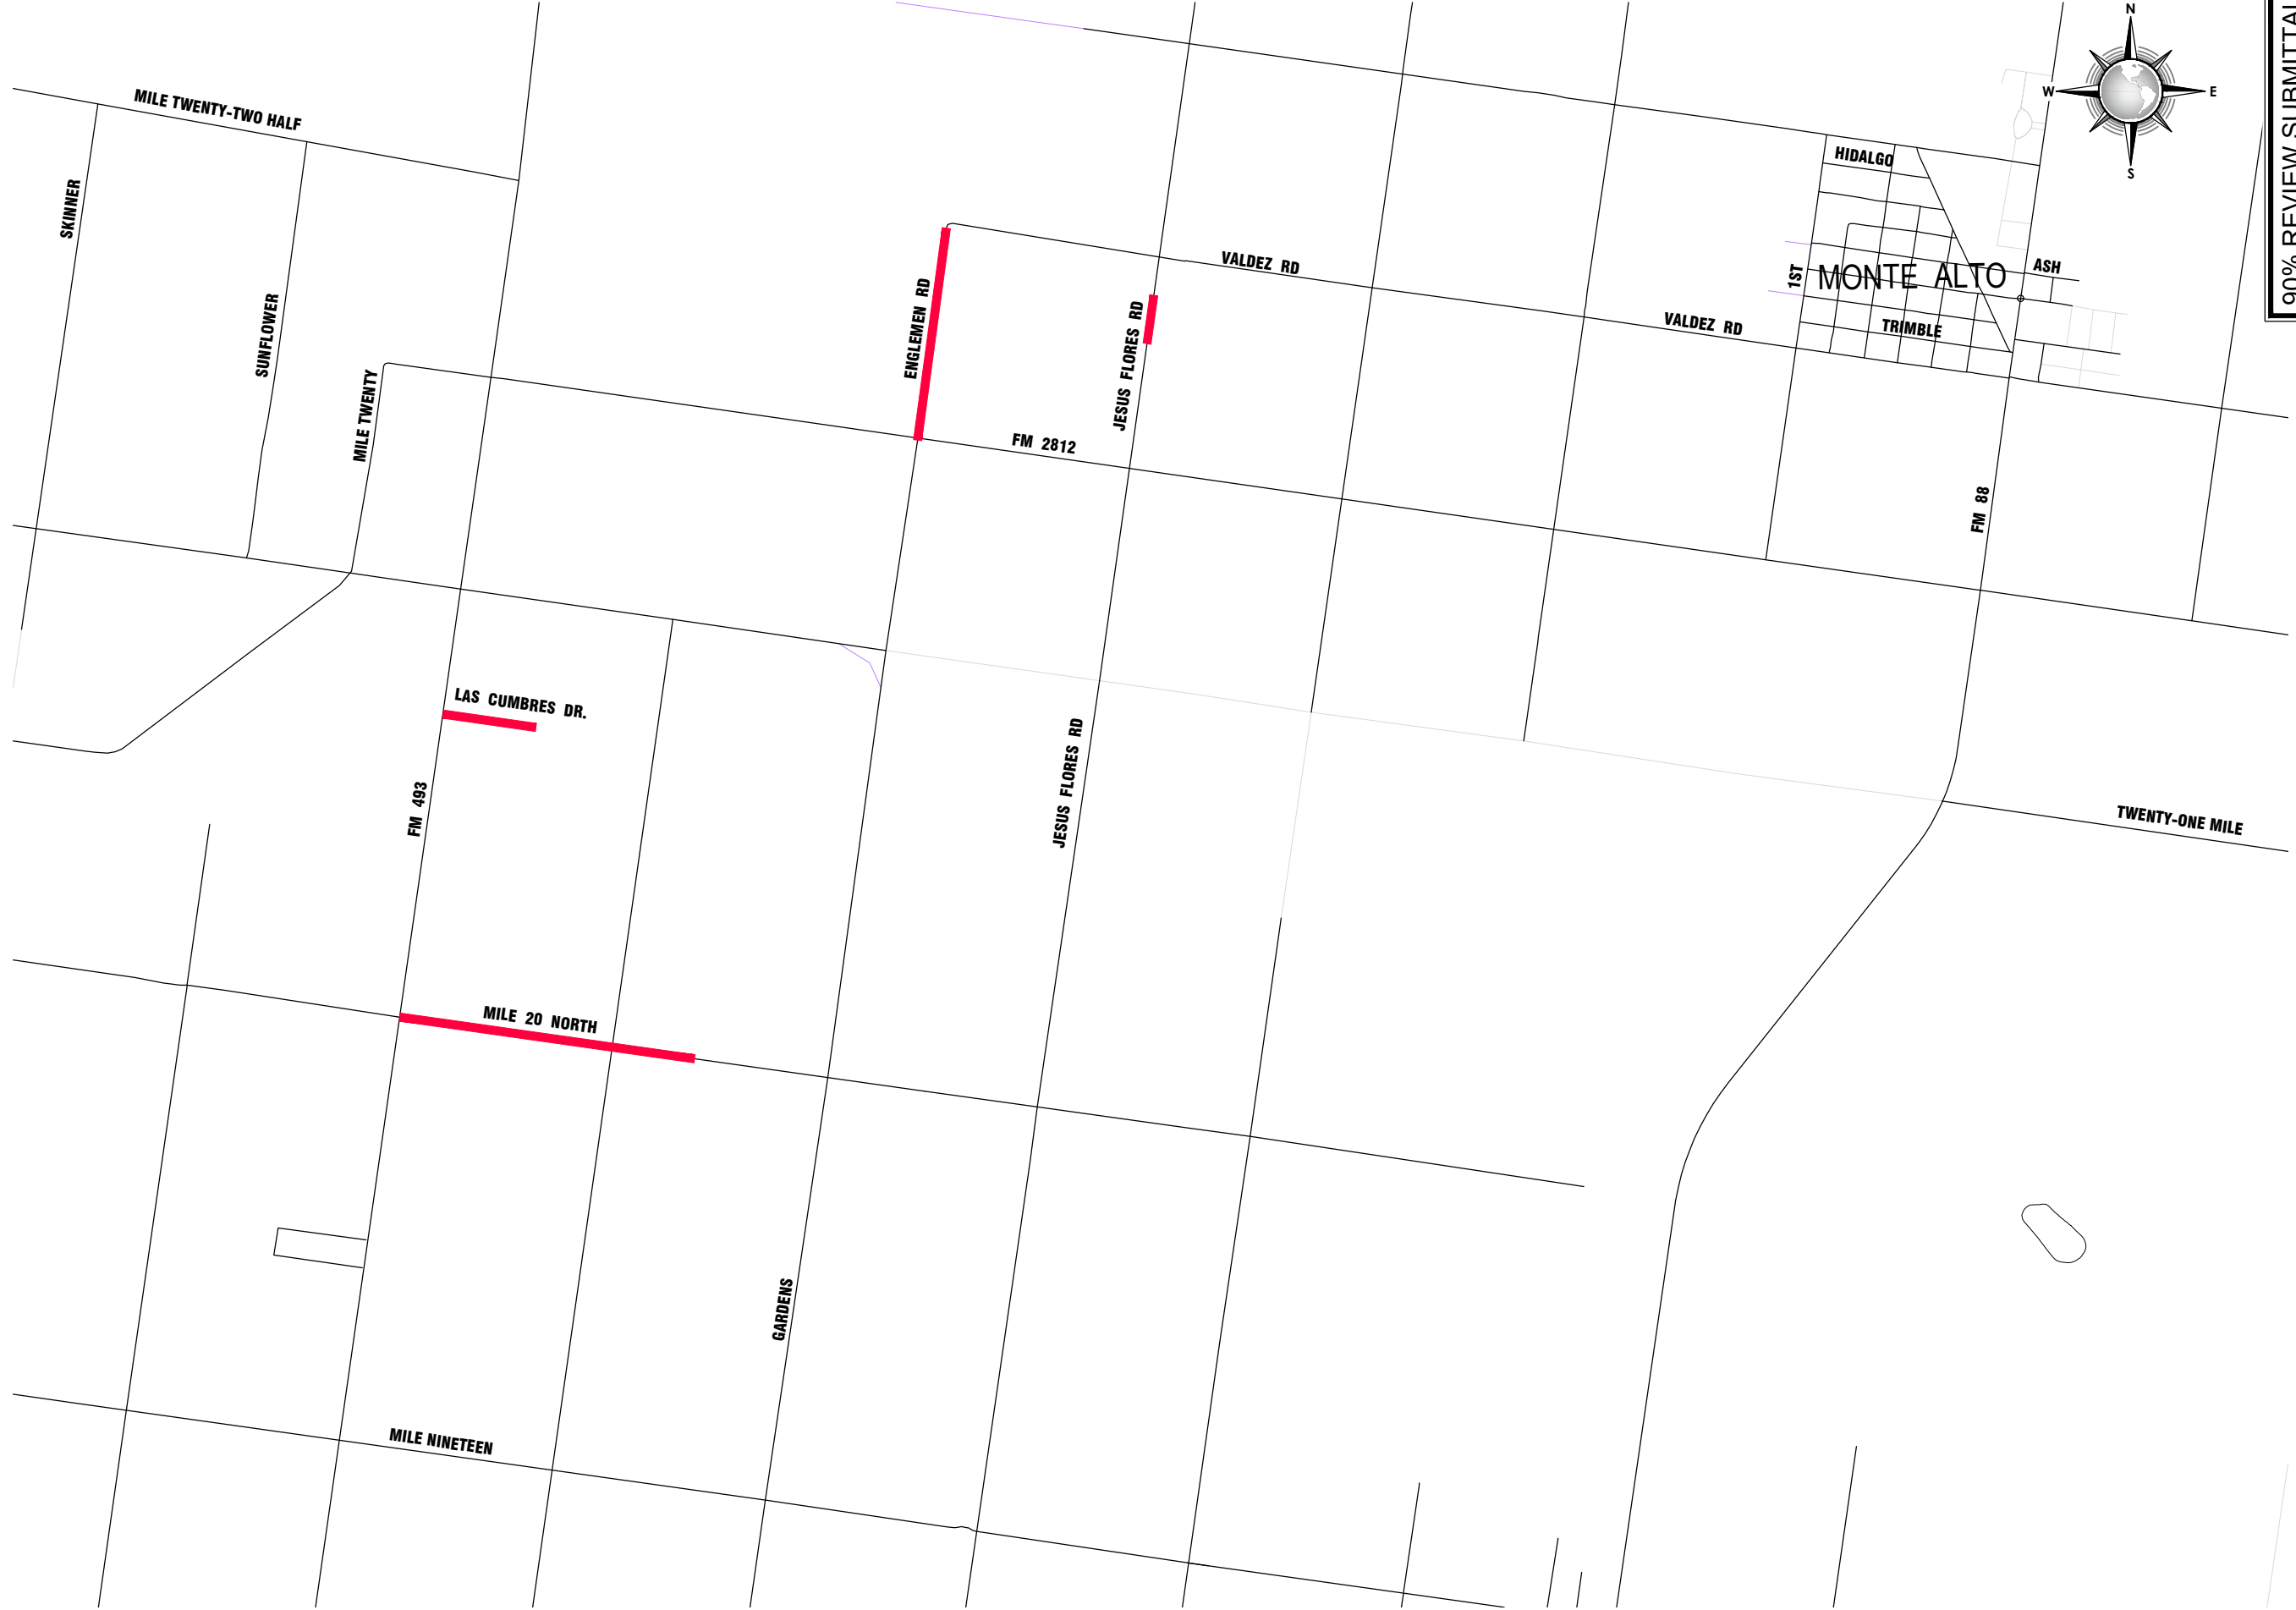 N
W
E
S
90% REVIEW SUBMITTAL
MILE TWENTY-TWO HALF
SKINNER
SUNFLOWER
MILE TWENTY
ENGLEMEN RD
JESUS FLORES RD
VALDEZ RD
VALDEZ RD
HIDALGO
1ST
MONTE ALTO
ASH
TRIMBLE
FM 2812
FM 88
LAS CUMBRES DR.
FM 493
JESUS FLORES RD
TWENTY-ONE MILE
MILE 20 NORTH
GARDENS
MILE NINETEEN